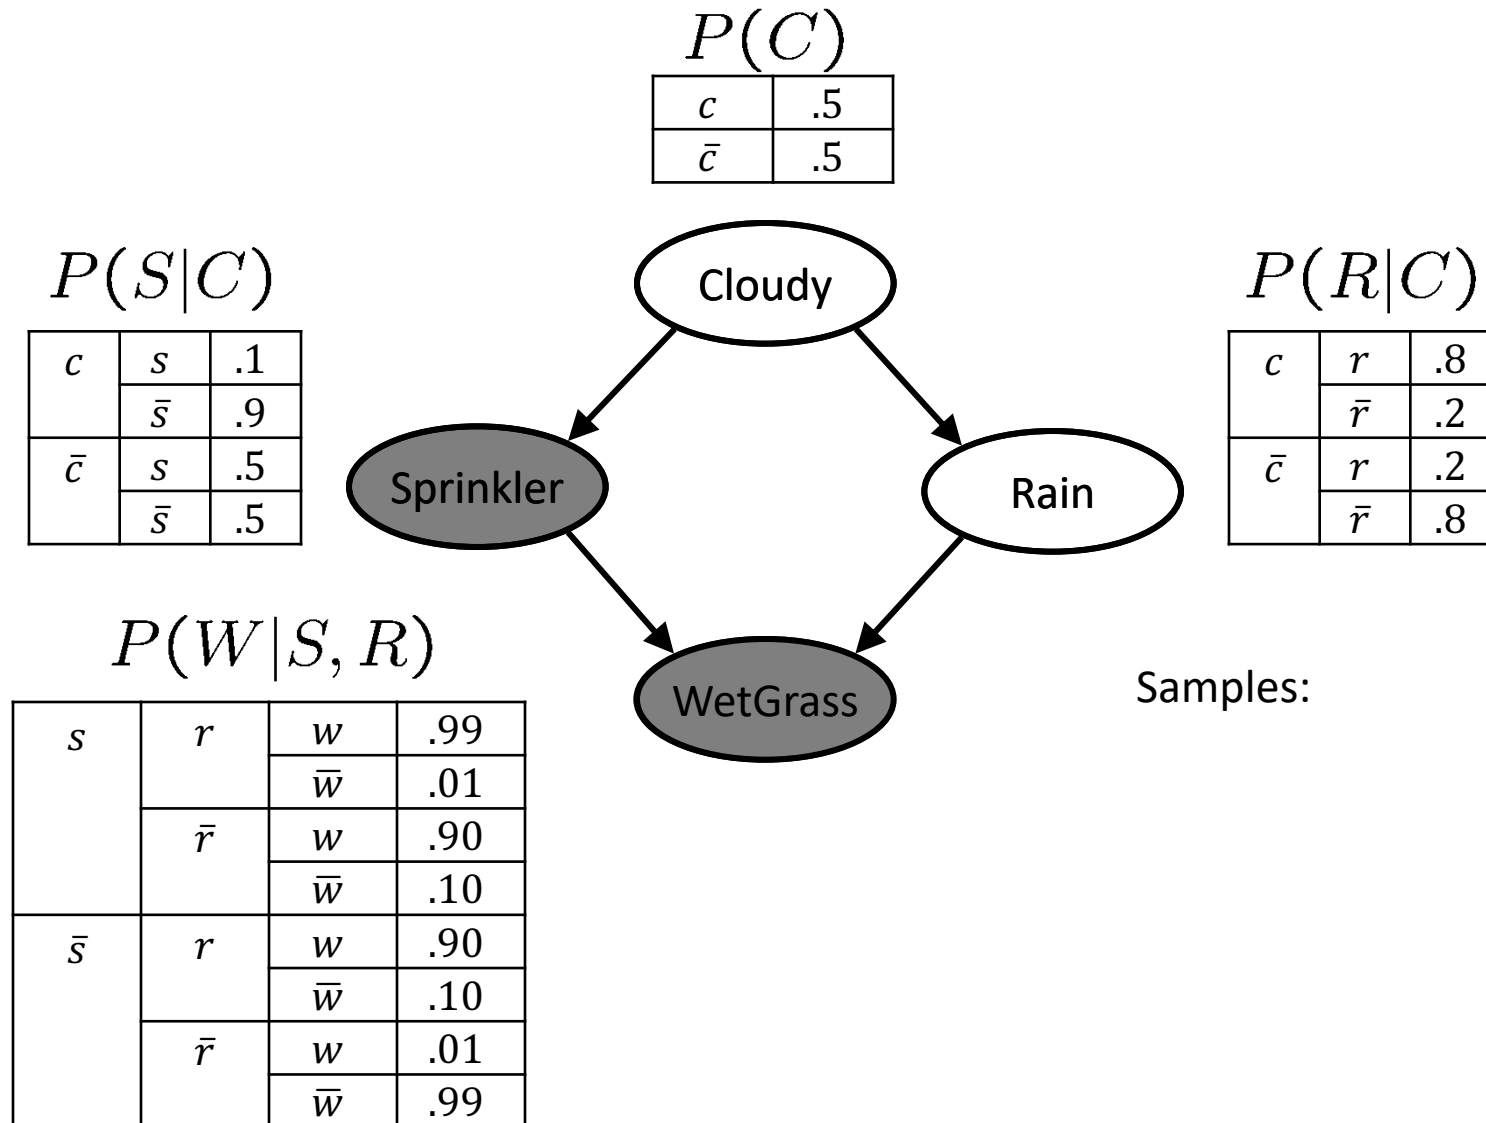 P(C)
c .5
c̄ .5
P(S|C)
c s .1
s̄ .9
c̄ s .5
s̄ .5
Cloudy
P(R|C)
c r .8
r̄ .2
c̄ r .2
r̄ .8
Sprinkler
Rain
P(W|S, R)
s r w .99
w̄ .01
r̄ w .90
w̄ .10
s̄ r w .90
w̄ .10
r̄ w .01
w̄ .99
WetGrass
Samples: